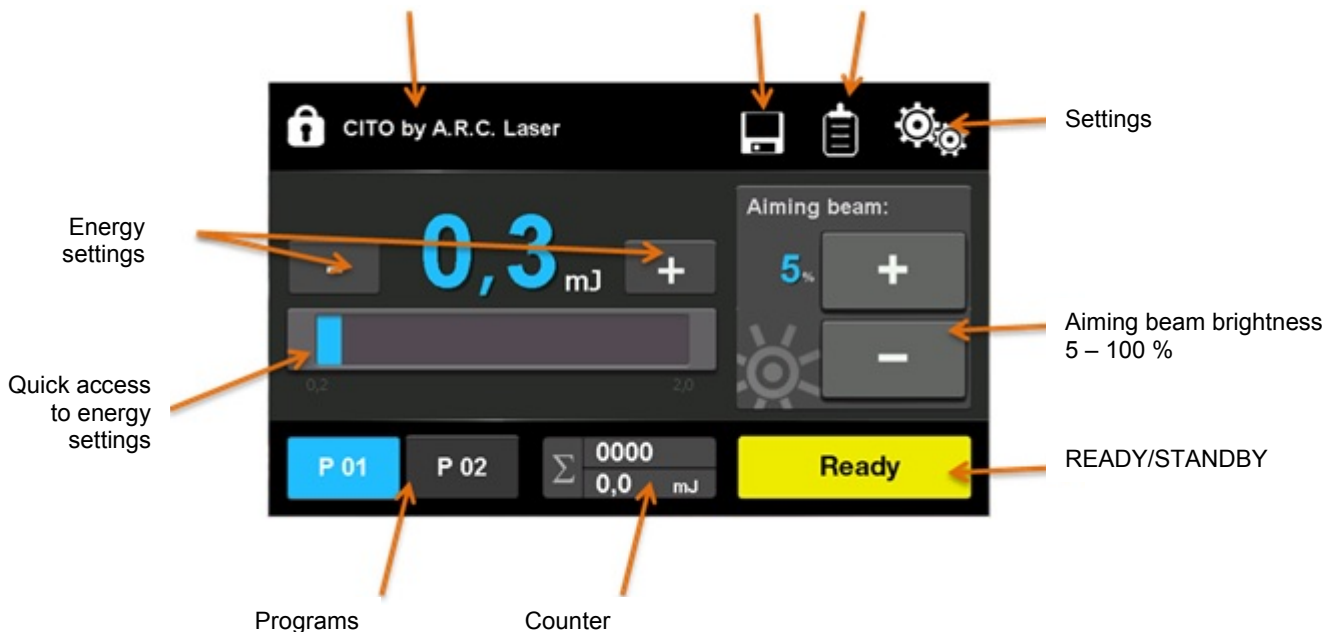 CITO by A.R.C. Laser
Settings
Energy
settings
0,3 mJ
-
+
0,2
2,0
Aiming beam:
5%
+
−
Aiming beam brightness
5 – 100 %
Quick access
to energy
settings
P 01
P 02
Σ
0000
0,0 mJ
Ready
READY/STANDBY
Programs
Counter